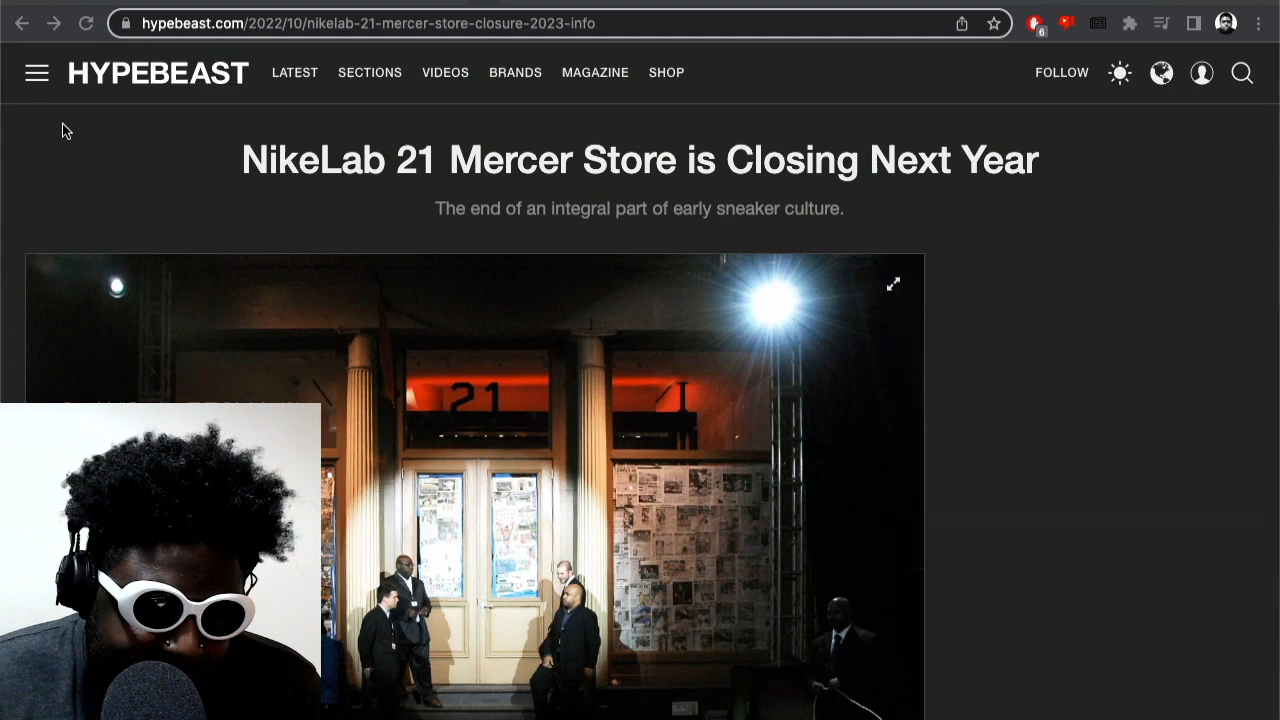 hypebeast.com/2022/10/nikelab-21-mercer-store-closure-2023-info
6
HYPEBEAST LATEST SECTIONS VIDEOS BRANDS MAGAZINE SHOP FOLLOW
NikeLab 21 Mercer Store is Closing Next Year
The end of an integral part of early sneaker culture.
21